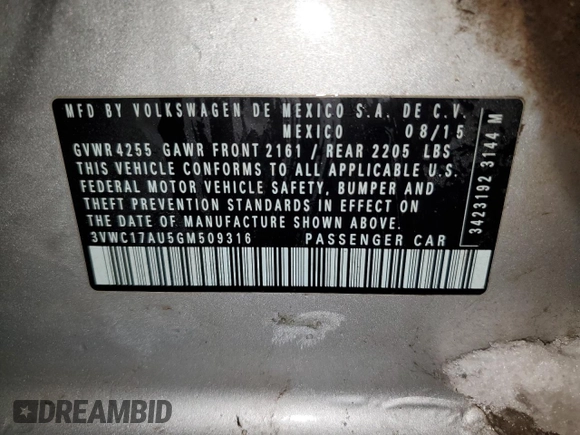 MFD BY VOLKSWAGEN DE MEXICO S.A. DE C.V.
MEXICO 08/15
GVWR 4255 GAWR FRONT 2161 / REAR 2205 LBS
THIS VEHICLE CONFORMS TO ALL APPLICABLE U.S.
FEDERAL MOTOR VEHICLE SAFETY, BUMPER AND
THEFT PREVENTION STANDARDS IN EFFECT ON
THE DATE OF MANUFACTURE SHOWN ABOVE.
3VWC17AU5GM509316 PASSENGER CAR
3423192 3144 M
DREAMBID